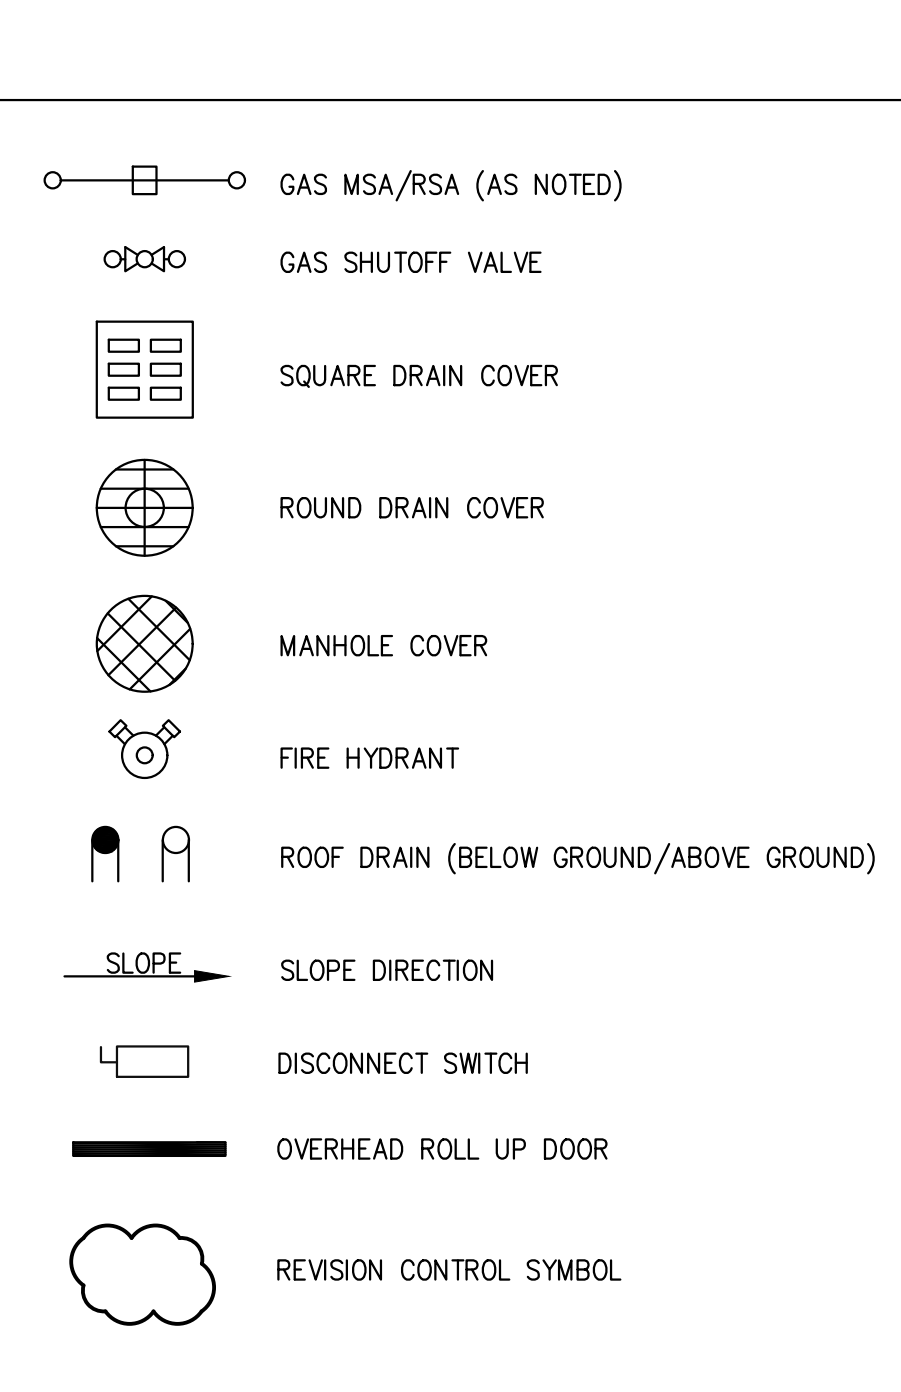 GAS MSA/RSA (AS NOTED)
GAS SHUTOFF VALVE
SQUARE DRAIN COVER
ROUND DRAIN COVER
MANHOLE COVER
FIRE HYDRANT
ROOF DRAIN (BELOW GROUND/ABOVE GROUND)
SLOPE SLOPE DIRECTION
DISCONNECT SWITCH
OVERHEAD ROLL UP DOOR
REVISION CONTROL SYMBOL